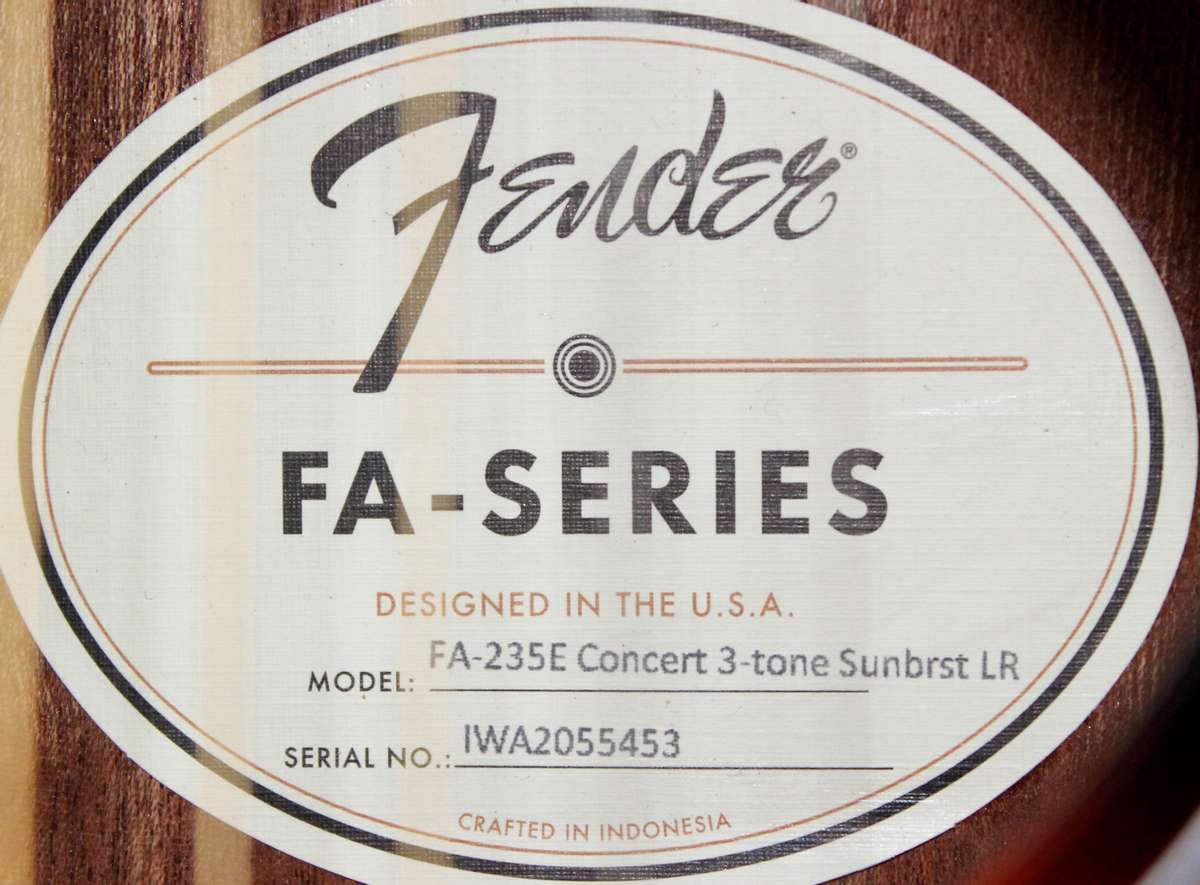 Fender®
FA-SERIES
DESIGNED IN THE U.S.A.
MODEL: FA-235E Concert 3-tone Sunbrst LR
SERIAL NO.: IWA2055453
CRAFTED IN INDONESIA